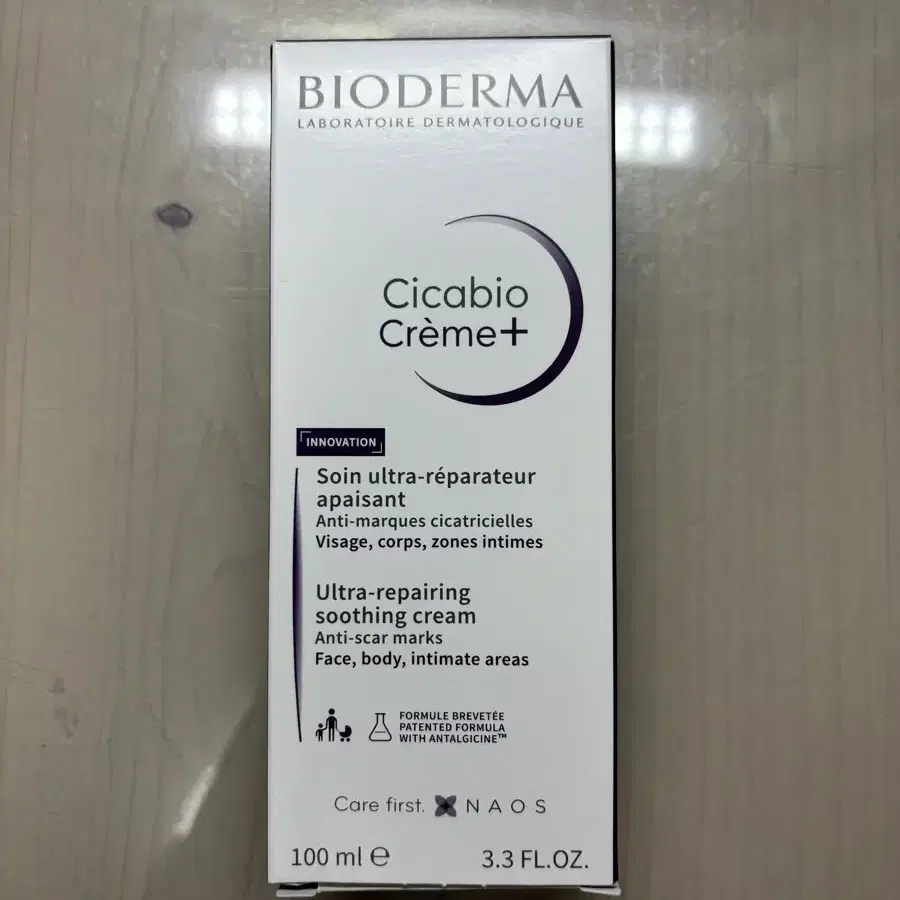 BIODERMA
LABORATOIRE DERMATOLOGIQUE
Cicabio
Crème+
INNOVATION
Soin ultra-réparateur
apaisant
Anti-marques cicatricielles
Visage, corps, zones intimes
Ultra-repairing
soothing cream
Anti-scar marks
Face, body, intimate areas
FORMULE BREVETÉE
PATENTED FORMULA
WITH ANTALGICINE™
Care first. NAOS
100 ml ℮ 3.3 FL.OZ.